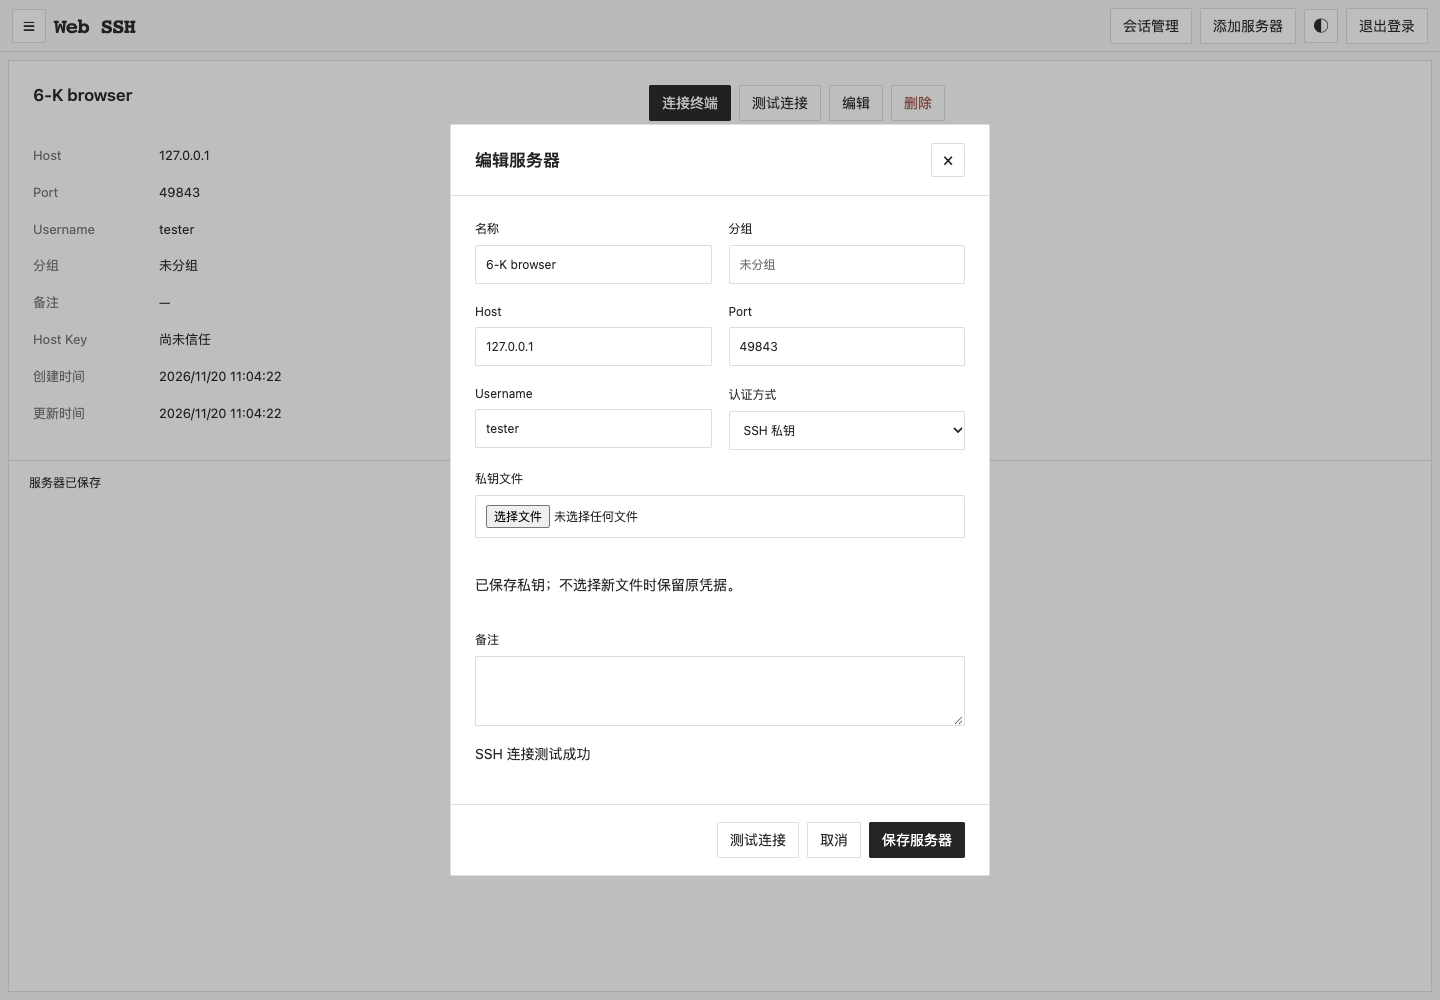 ≡ Web SSH 会话管理 添加服务器 退出登录
6-K browser 连接终端 测试连接 编辑 删除
Host 127.0.0.1
Port 49843
Username tester
分组 未分组
备注 —
Host Key 尚未信任
创建时间 2026/11/20 11:04:22
更新时间 2026/11/20 11:04:22
服务器已保存
编辑服务器 ×
名称 分组
6-K browser 未分组
Host Port
127.0.0.1 49843
Username 认证方式
tester SSH 私钥
私钥文件
选择文件 未选择任何文件
已保存私钥；不选择新文件时保留原凭据。
备注
SSH 连接测试成功
测试连接 取消 保存服务器